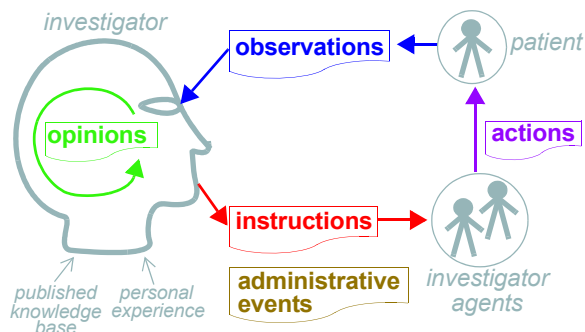 investigator
observations
patient
opinions
actions
instructions
administrative
events
investigator
agents
published
knowledge
base
personal
experience